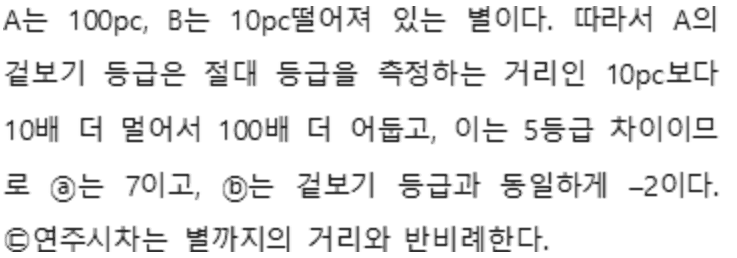 A는 100pc, B는 10pc떨어져 있는 별이다. 따라서 A의
겉보기 등급은 절대 등급을 측정하는 거리인 10pc보다
10배 더 멀어서 100배 더 어둡고, 이는 5등급 차이이므
로 ⓐ는 7이고, ⓑ는 겉보기 등급과 동일하게 –2이다.
㉢연주시차는 별까지의 거리와 반비례한다.